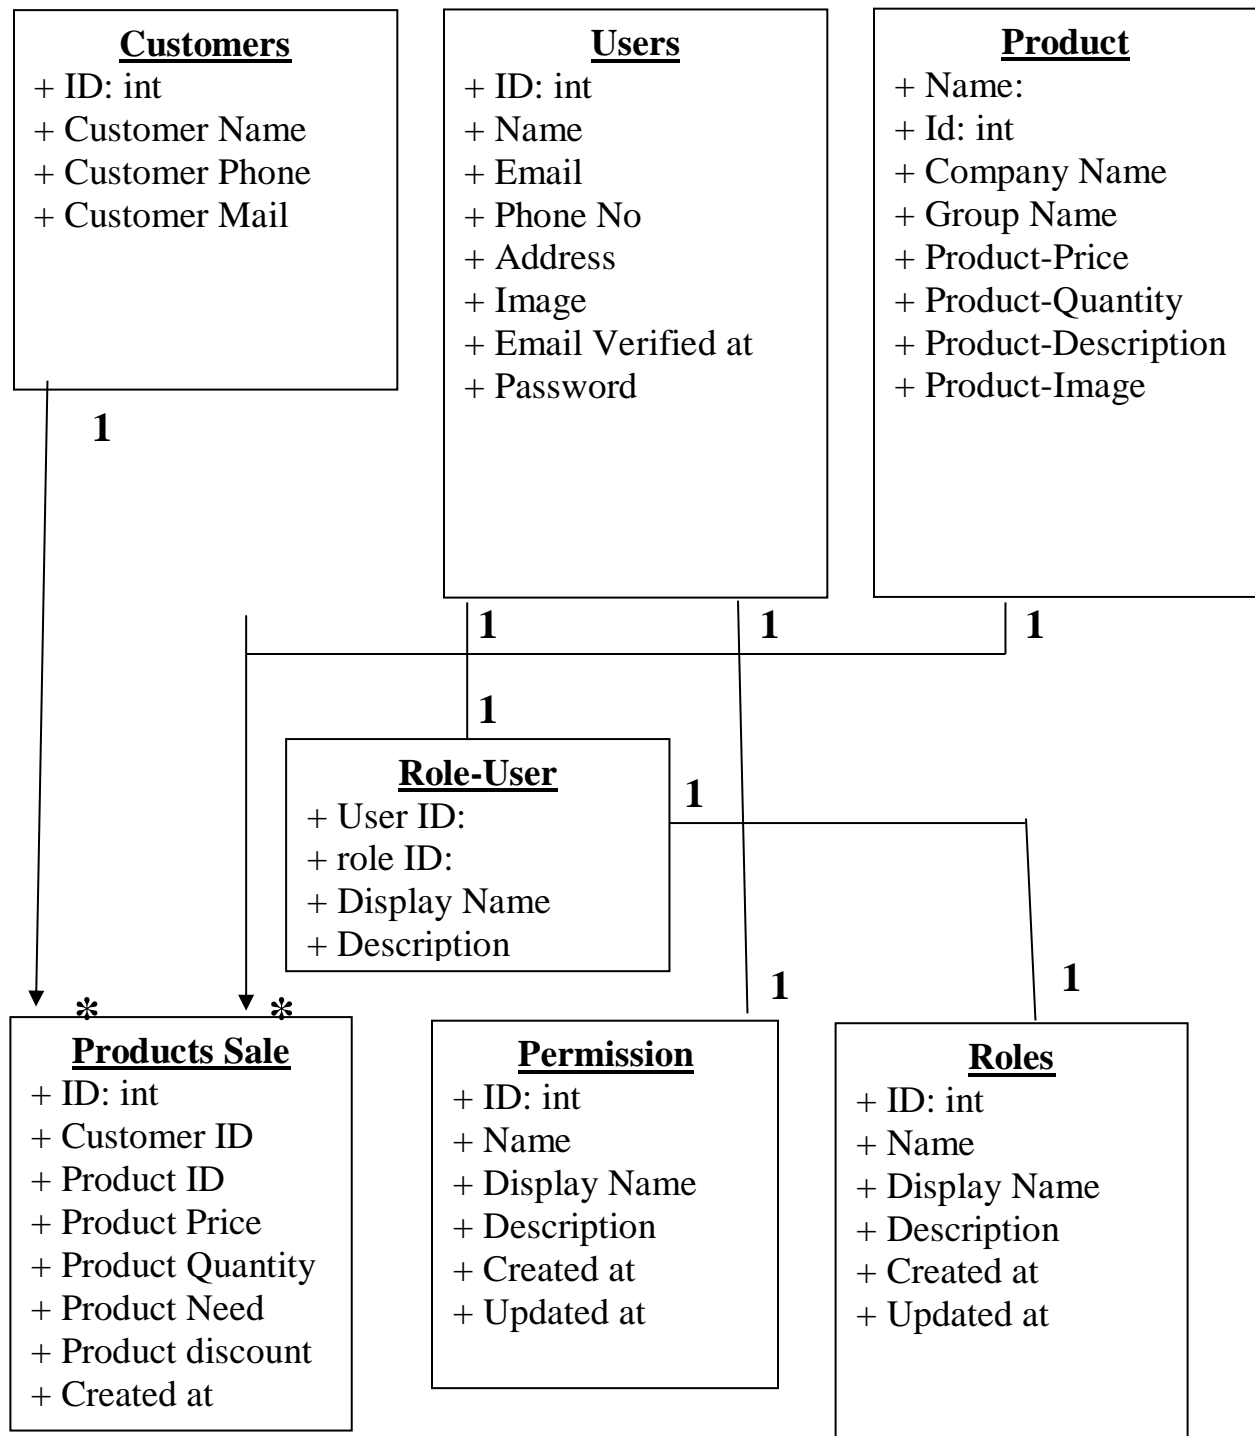 Customers
+ ID: int
+ Customer Name
+ Customer Phone
+ Customer Mail
1
Users
+ ID: int
+ Name
+ Email
+ Phone No
+ Address
+ Image
+ Email Verified at
+ Password
1
1
Product
+ Name:
+ Id: int
+ Company Name
+ Group Name
+ Product-Price
+ Product-Quantity
+ Product-Description
+ Product-Image
1
1
Role-User
+ User ID:
+ role ID:
+ Display Name
+ Description
1
1
1
*
*
Products Sale
+ ID: int
+ Customer ID
+ Product ID
+ Product Price
+ Product Quantity
+ Product Need
+ Product discount
+ Created at
Permission
+ ID: int
+ Name
+ Display Name
+ Description
+ Created at
+ Updated at
Roles
+ ID: int
+ Name
+ Display Name
+ Description
+ Created at
+ Updated at